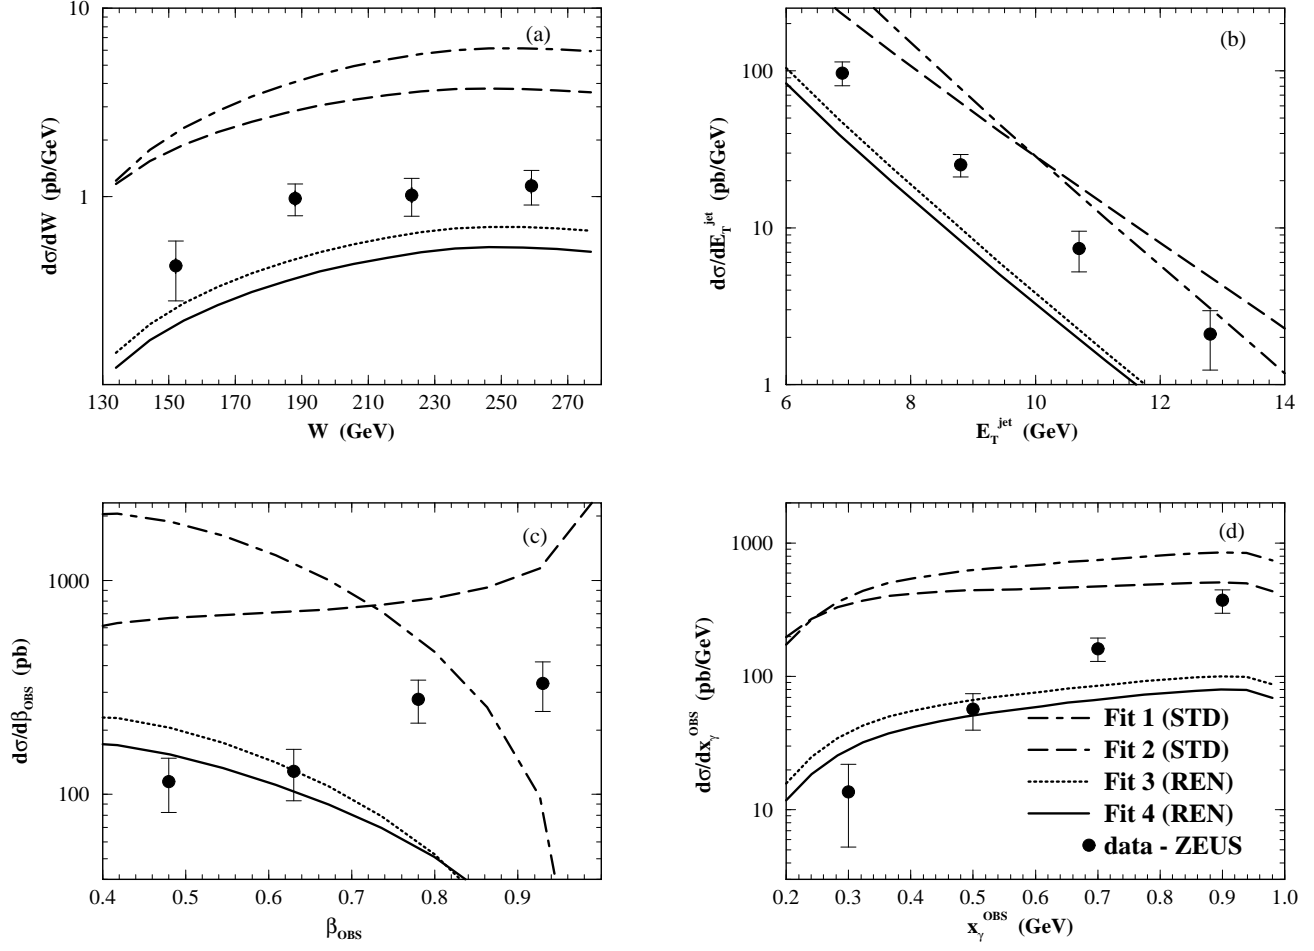 (a)
dσ/dW (pb/GeV)
10
1
130 150 170 190 210 230 250 270
W (GeV)
(b)
dσ/dE_T^jet (pb/GeV)
100
10
1
6 8 10 12 14
E_T^jet (GeV)
(c)
dσ/dβ_OBS (pb)
1000
100
0.4 0.5 0.6 0.7 0.8 0.9
β_OBS
(d)
dσ/dx_γ^OBS (pb/GeV)
1000
100
10
Fit 1 (STD)
Fit 2 (STD)
Fit 3 (REN)
Fit 4 (REN)
data - ZEUS
0.2 0.3 0.4 0.5 0.6 0.7 0.8 0.9 1.0
x_γ^OBS (GeV)